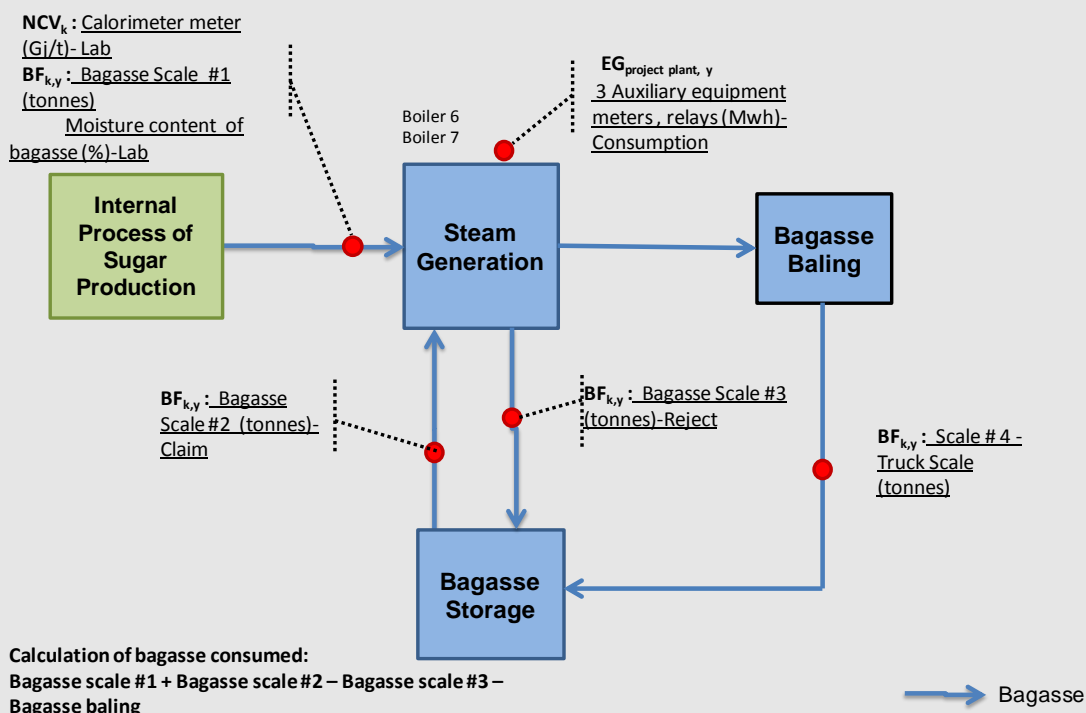 NCVk : Calorimeter meter
(Gj/t)- Lab
BFk,y : Bagasse Scale #1
(tonnes)
Moisture content of
bagasse (%)-Lab
EGproject plant, y
3 Auxiliary equipment
meters , relays (Mwh)-
Consumption
Boiler 6
Boiler 7
Internal
Process of
Sugar
Production
Steam
Generation
Bagasse
Baling
BFk,y : Bagasse
Scale #2 (tonnes)-
Claim
BFk,y : Bagasse Scale #3
(tonnes)-Reject
BFk,y : Scale # 4 -
Truck Scale
(tonnes)
Bagasse
Storage
Calculation of bagasse consumed:
Bagasse scale #1 + Bagasse scale #2 – Bagasse scale #3 –
Bagasse baling
Bagasse